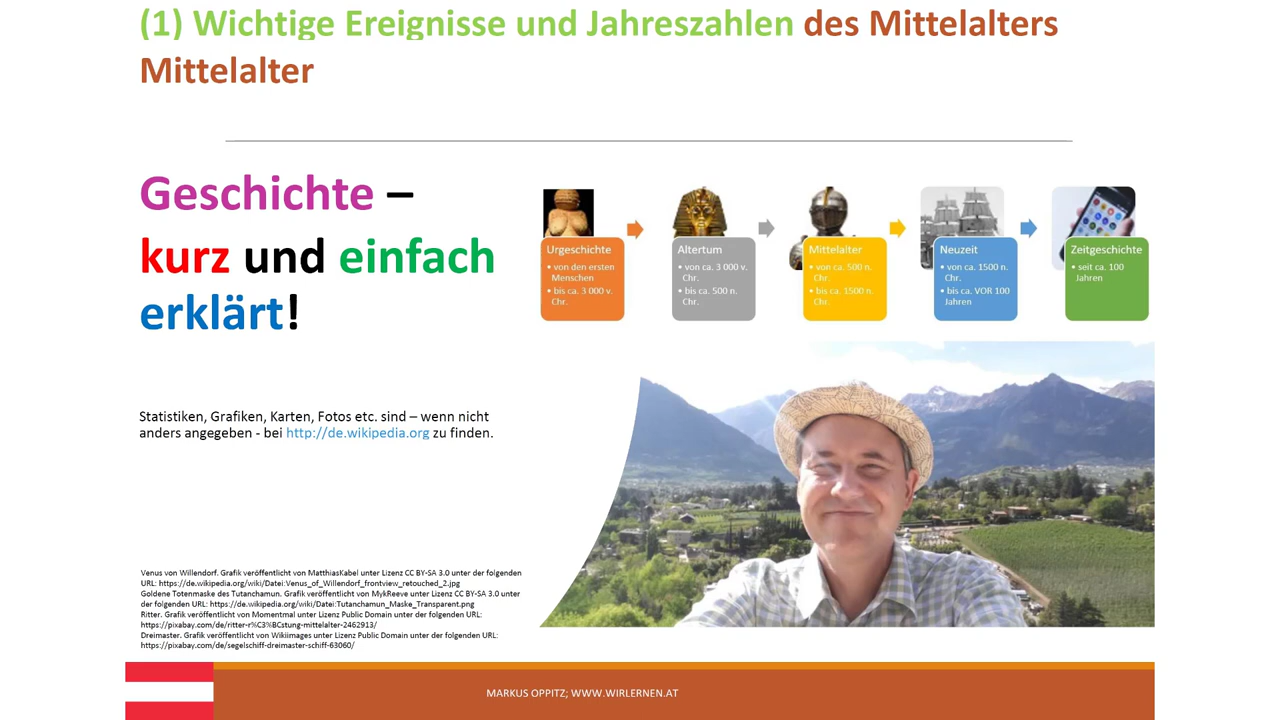 (1) Wichtige Ereignisse und Jahreszahlen des Mittelalters
Mittelalter
Geschichte –
kurz und einfach
erklärt!
Urgeschichte
• von den ersten
Menschen
• bis ca. 3 000 v.
Chr.
Altertum
• von ca. 3 000 v.
Chr.
• bis ca. 500 n.
Chr.
Mittelalter
• von ca. 500 n.
Chr.
• bis ca. 1500 n.
Chr.
Neuzeit
• von ca. 1500 n.
Chr.
• bis ca. VOR 100
Jahren
Zeitgeschichte
• seit ca. 100
Jahren
Statistiken, Grafiken, Karten, Fotos etc. sind – wenn nicht
anders angegeben - bei http://de.wikipedia.org zu finden.
Venus von Willendorf. Grafik veröffentlicht von MatthiasKabel unter Lizenz CC BY-SA 3.0 unter der folgenden
URL: https://de.wikipedia.org/wiki/Datei:Venus_of_Willendorf_frontview_retouched_2.jpg
Goldene Totenmaske des Tutanchamun. Grafik veröffentlicht von MykReeve unter Lizenz CC BY-SA 3.0 unter
der folgenden URL: https://de.wikipedia.org/wiki/Datei:Tutanchamun_Maske_Transparent.png
Ritter. Grafik veröffentlicht von Momentmal unter Lizenz Public Domain unter der folgenden URL:
https://pixabay.com/de/ritter-r%C3%BCstung-mittelalter-2462913/
Dreimaster. Grafik veröffentlicht von Wikiimages unter Lizenz Public Domain unter der folgenden URL:
https://pixabay.com/de/segelschiff-dreimaster-schiff-63060/
MARKUS OPPITZ; WWW.WIRLERNEN.AT